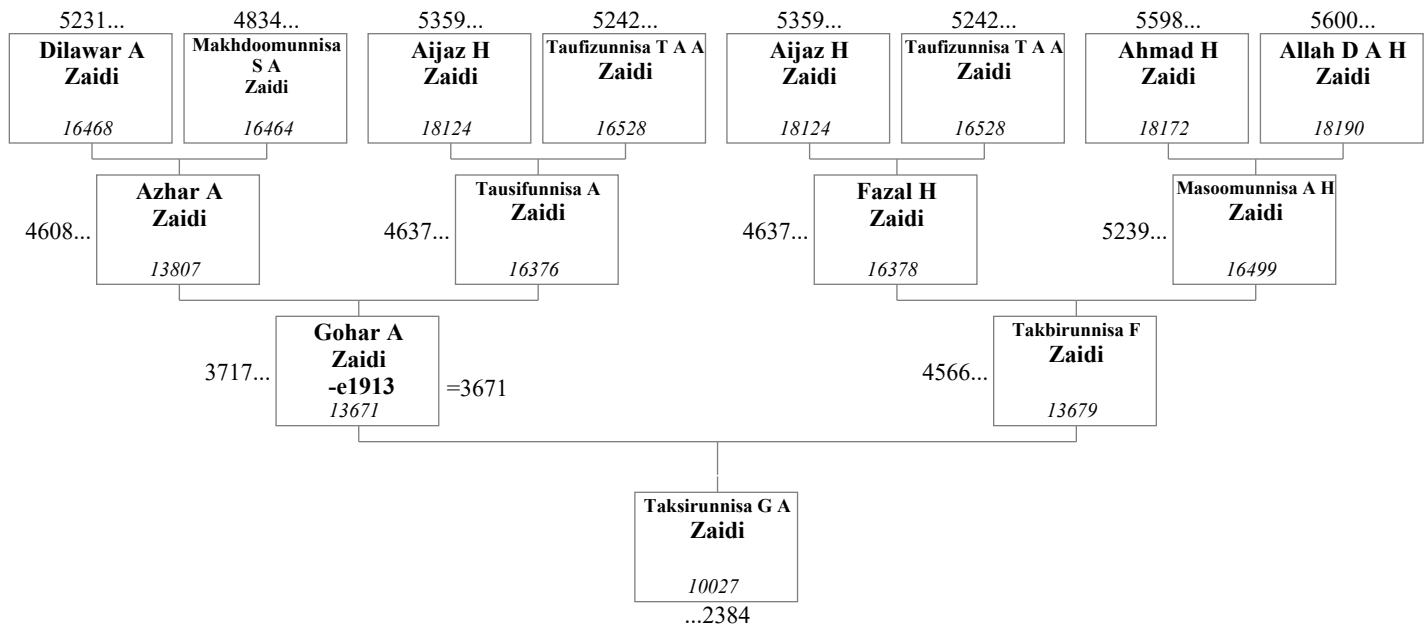 5231... 4834... 5359... 5242... 5359... 5242... 5598... 5600...
Dilawar A
Zaidi
16468
Makhdoomunnisa
S A
Zaidi
16464
Aijaz H
Zaidi
18124
Taufizunnisa T A A
Zaidi
16528
Aijaz H
Zaidi
18124
Taufizunnisa T A A
Zaidi
16528
Ahmad H
Zaidi
18172
Allah D A H
Zaidi
18190
4608...
Azhar A
Zaidi
13807
4637...
Tausifunnisa A
Zaidi
16376
4637...
Fazal H
Zaidi
16378
5239...
Masoomunnisa A H
Zaidi
16499
3717...
Gohar A
Zaidi
-e1913
13671
=3671
4566...
Takbirunnisa F
Zaidi
13679
Taksirunnisa G A
Zaidi
10027
...2384